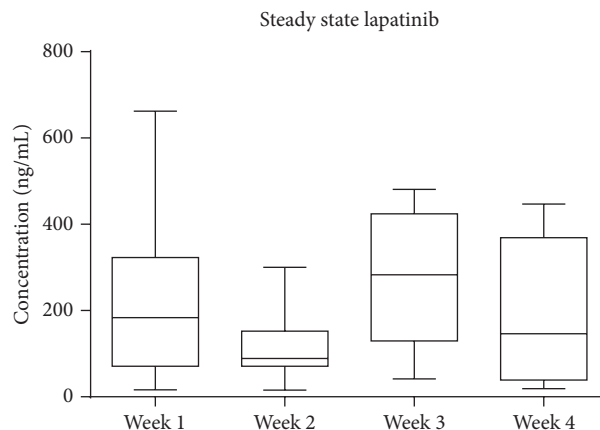 Steady state lapatinib
Concentration (ng/mL)
800
600
400
200
0
Week 1 Week 2 Week 3 Week 4